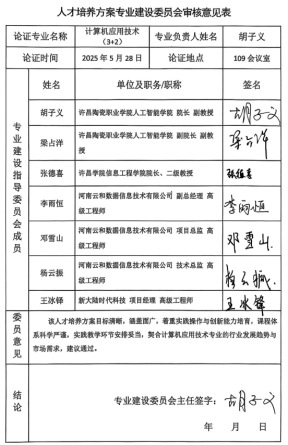 人才培养方案专业建设委员会审核意见表
论证专业名称 计算机应用技术（3+2） 专业负责人姓名 胡子义
论证时间 2025 年 5 月 28 日 论证地点 109 会议室
专业建设指导委员会成员
姓名 单位及职务/职称 签名
胡子义 许昌陶瓷职业学院人工智能学院 院长 副教授 胡子义
梁占洋 许昌陶瓷职业学院人工智能学院 副院长 副教授 梁占洋
张德喜 许昌学院信息工程学院院长、二级教授 张德喜
李雨恒 河南云和数据信息技术有限公司 副总经理 高级工程师 李雨恒
邓雪山 河南云和数据信息技术有限公司 项目总监 高级工程师 邓雪山
杨云振 河南云和数据信息技术有限公司 技术总监 高级工程师 杨云振
王冰铎 新大陆时代科技 项目经理 高级工程师 王冰铎
委员意见
该人才培养方案目标清晰，涵盖面广，着重实践操作与创新能力培育，课程体
系科学严谨，实践教学环节安排妥当，契合计算机应用技术专业的行业发展趋势与
市场需求，建议通过。
结论
专业建设委员会主任签字：胡子义
年 月 日